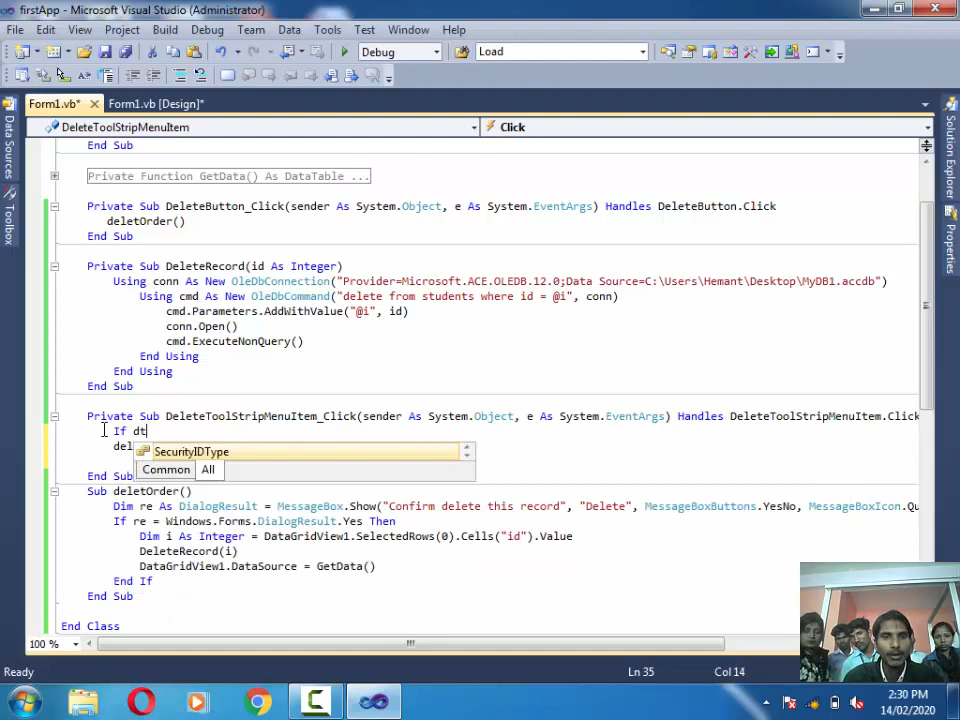 firstApp - Microsoft Visual Studio (Administrator)
File Edit View Project Build Debug Team Data Tools Test Window Help
Debug Load
Form1.vb* Form1.vb [Design]*
DeleteToolStripMenuItem Click
Data Sources
Toolbox
Solution Explorer
Properties
End Sub
Private Function GetData() As DataTable ...
Private Sub DeleteButton_Click(sender As System.Object, e As System.EventArgs) Handles DeleteButton.Click
deletOrder()
End Sub
Private Sub DeleteRecord(id As Integer)
Using conn As New OleDbConnection("Provider=Microsoft.ACE.OLEDB.12.0;Data Source=C:\Users\Hemant\Desktop\MyDB1.accdb")
Using cmd As New OleDbCommand("delete from students where id = @i", conn)
cmd.Parameters.AddWithValue("@i", id)
conn.Open()
cmd.ExecuteNonQuery()
End Using
End Using
End Sub
Private Sub DeleteToolStripMenuItem_Click(sender As System.Object, e As System.EventArgs) Handles DeleteToolStripMenuItem.Click
If dt
del
SecurityIDType
Common All
End Sub
Sub deletOrder()
Dim re As DialogResult = MessageBox.Show("Confirm delete this record", "Delete", MessageBoxButtons.YesNo, MessageBoxIcon.Qu
If re = Windows.Forms.DialogResult.Yes Then
Dim i As Integer = DataGridView1.SelectedRows(0).Cells("id").Value
DeleteRecord(i)
DataGridView1.DataSource = GetData()
End If
End Sub
End Class
100 %
Ready Ln 35 Col 14
2:30 PM
14/02/2020